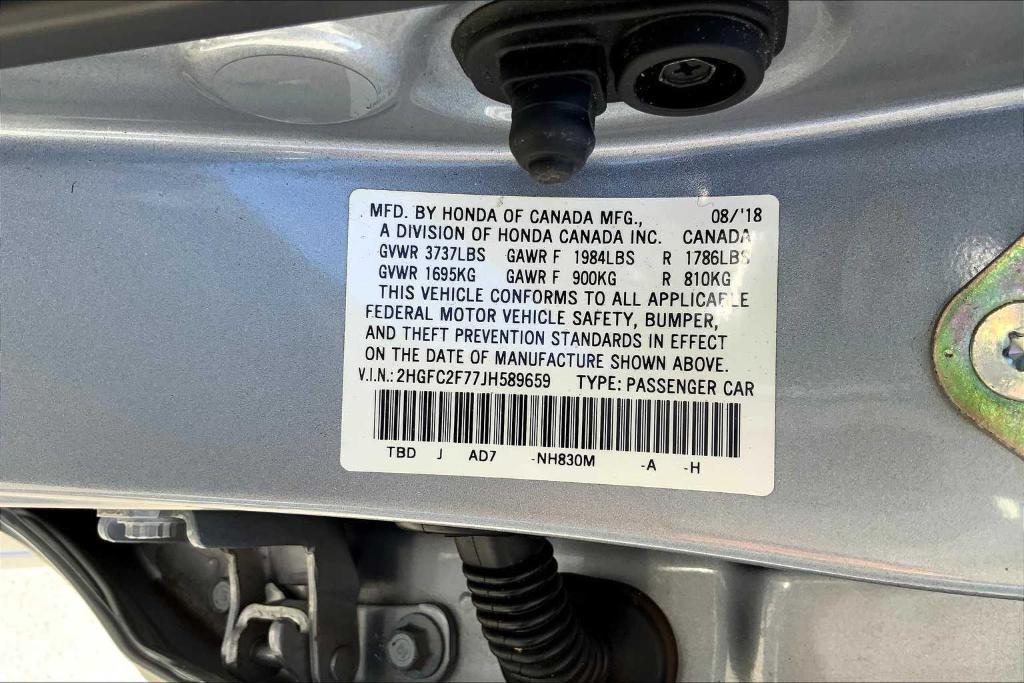 MFD. BY HONDA OF CANADA MFG., 08/'18
A DIVISION OF HONDA CANADA INC. CANADA
GVWR 3737LBS GAWR F 1984LBS R 1786LBS
GVWR 1695KG GAWR F 900KG R 810KG
THIS VEHICLE CONFORMS TO ALL APPLICABLE
FEDERAL MOTOR VEHICLE SAFETY, BUMPER,
AND THEFT PREVENTION STANDARDS IN EFFECT
ON THE DATE OF MANUFACTURE SHOWN ABOVE.
V.I.N.: 2HGFC2F77JH589659 TYPE: PASSENGER CAR
TBD J AD7 -NH830M -A -H